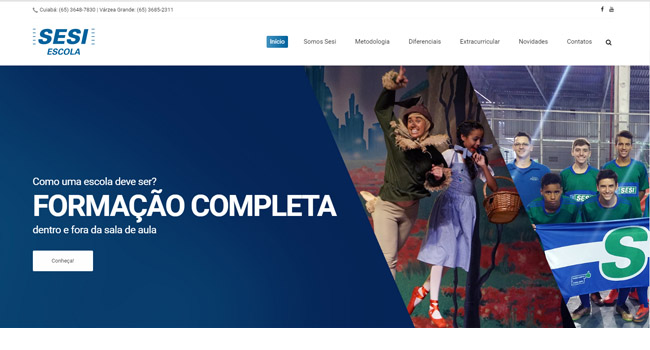 Cuiabá: (65) 3648-7830 | Várzea Grande: (65) 3685-2311
SESI
ESCOLA
Início Somos Sesi Metodologia Diferenciais Extracurricular Novidades Contatos
Como uma escola deve ser?
FORMAÇÃO COMPLETA
dentro e fora da sala de aula
Conheça!
SESI
S